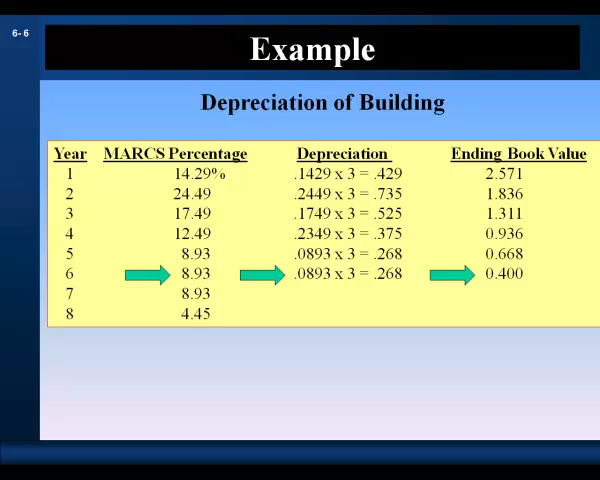 6-6
Example
Depreciation of Building
Year MARCS Percentage Depreciation Ending Book Value
1 14.29% .1429 x 3 = .429 2.571
2 24.49 .2449 x 3 = .735 1.836
3 17.49 .1749 x 3 = .525 1.311
4 12.49 .2349 x 3 = .375 0.936
5 8.93 .0893 x 3 = .268 0.668
6 8.93 .0893 x 3 = .268 0.400
7 8.93
8 4.45